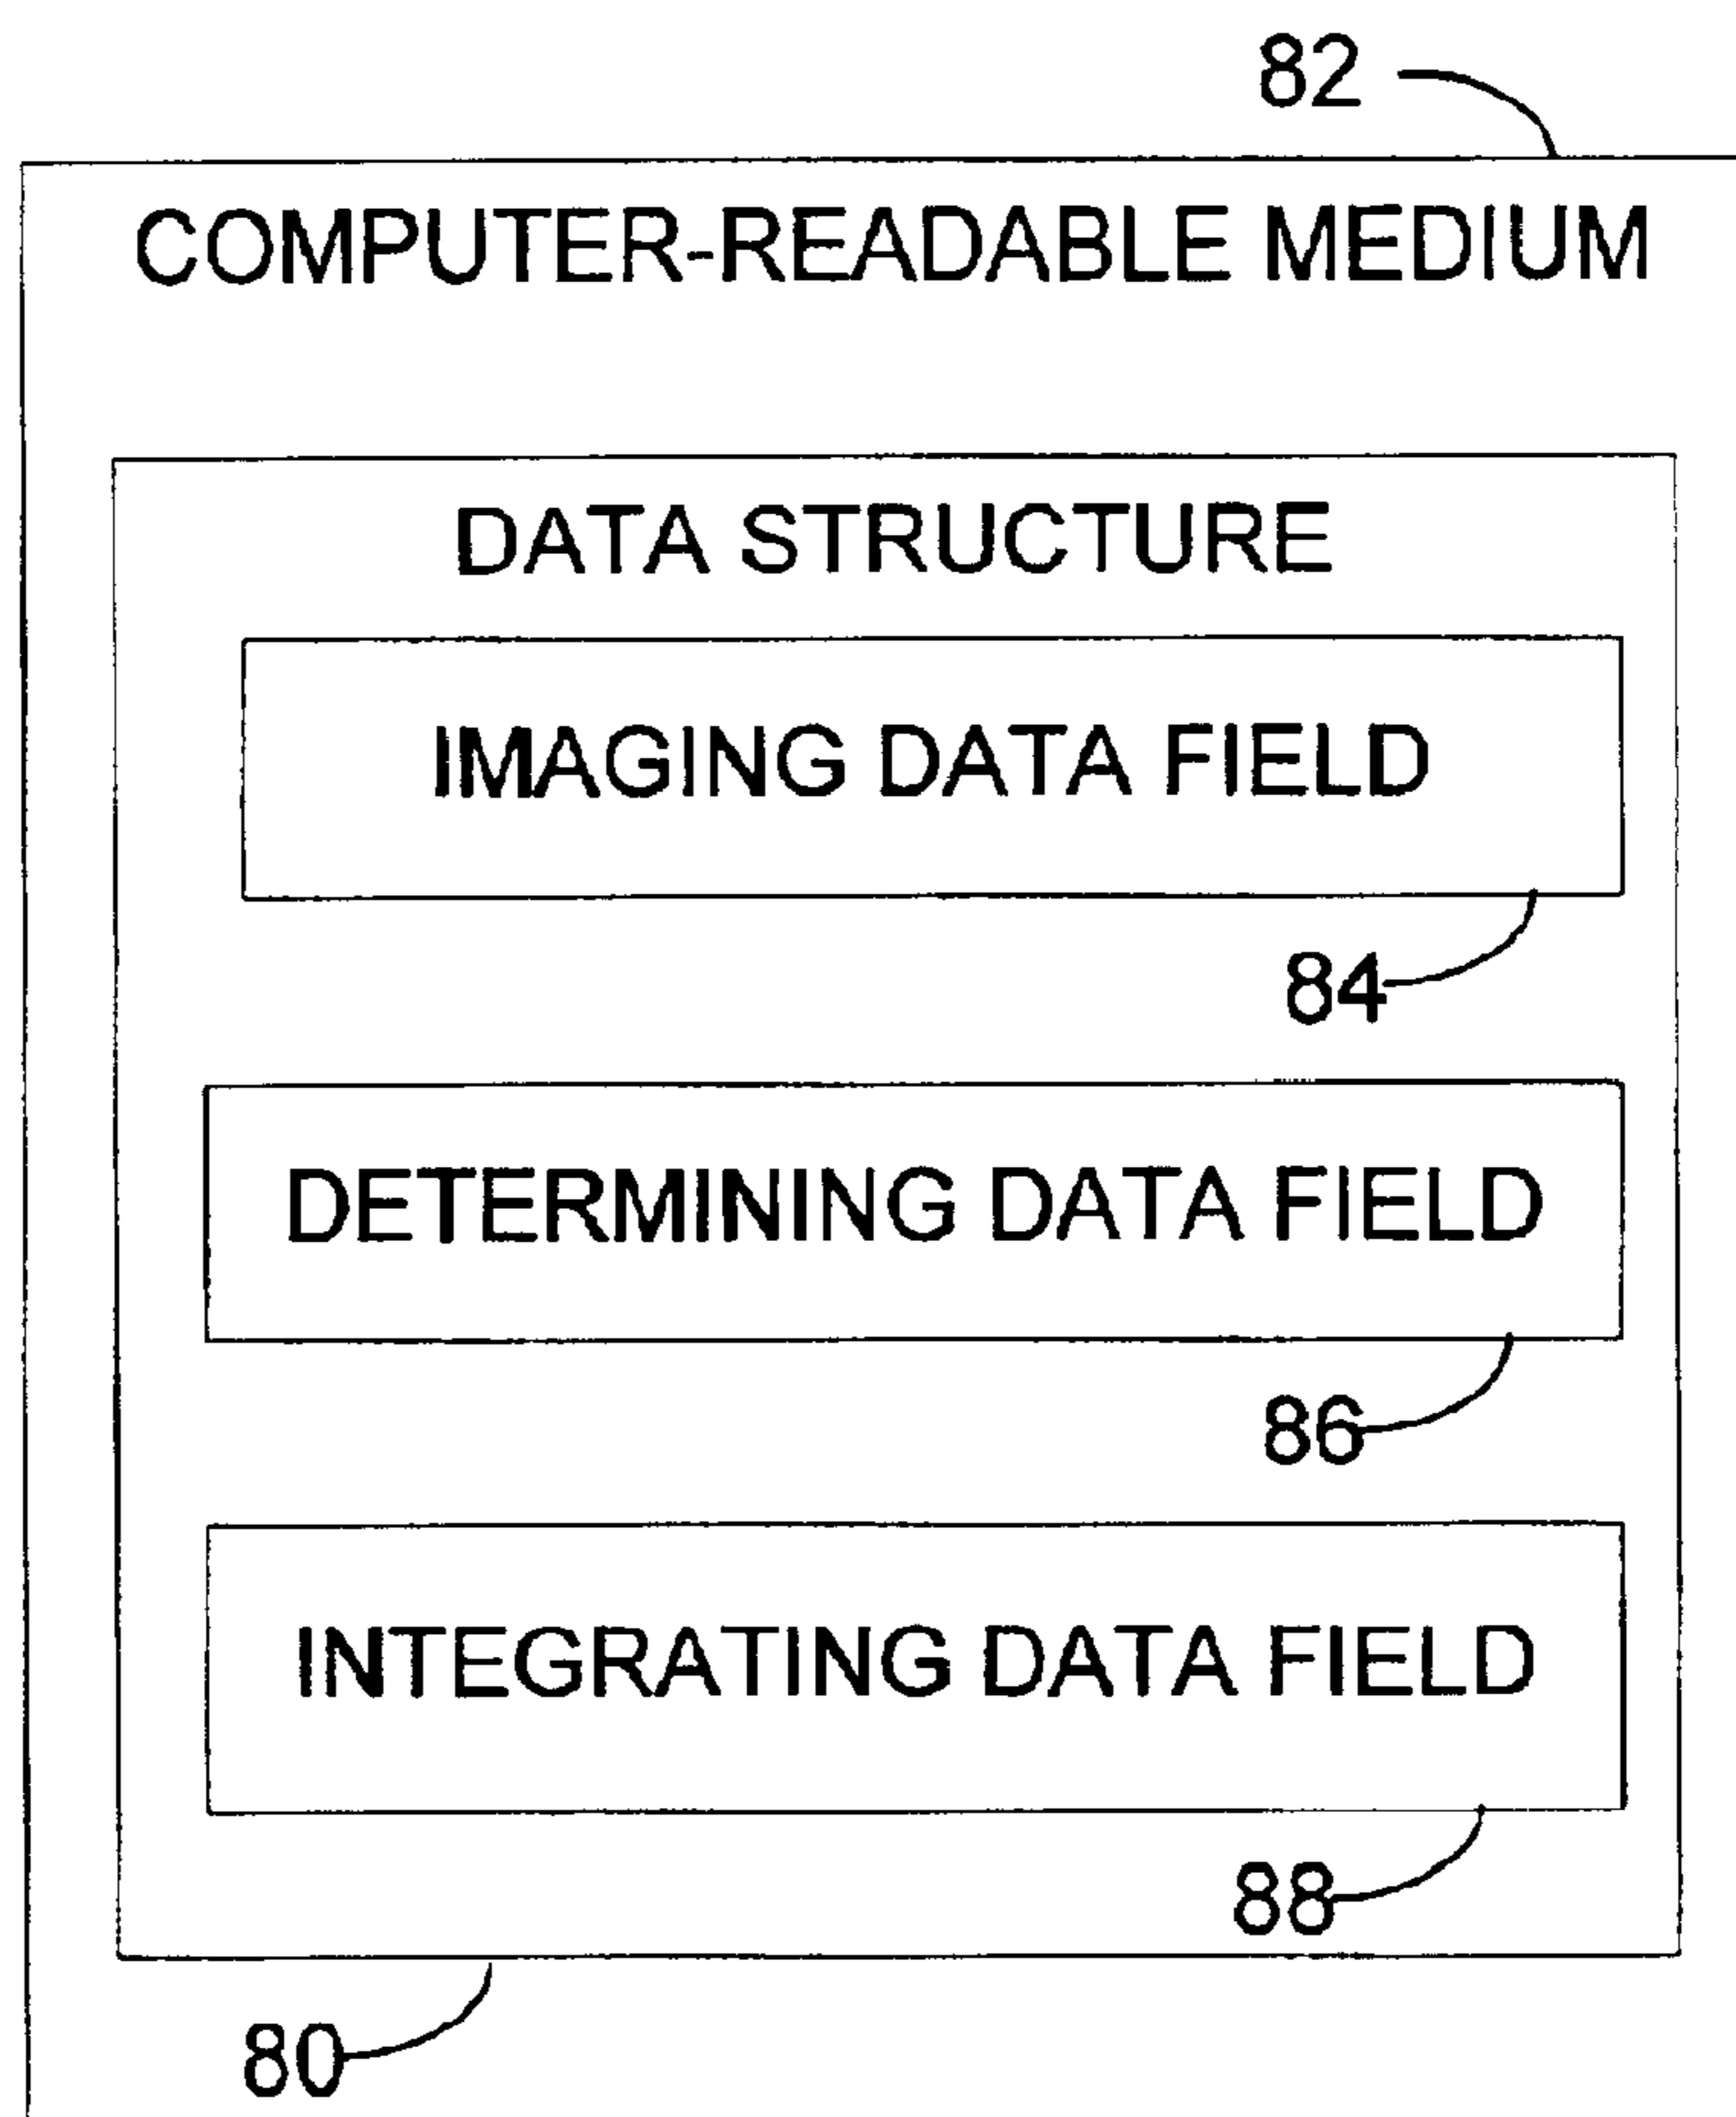 82
COMPUTER-READABLE MEDIUM
DATA STRUCTURE
IMAGING DATA FIELD
84
DETERMINING DATA FIELD
86
INTEGRATING DATA FIELD
88
80